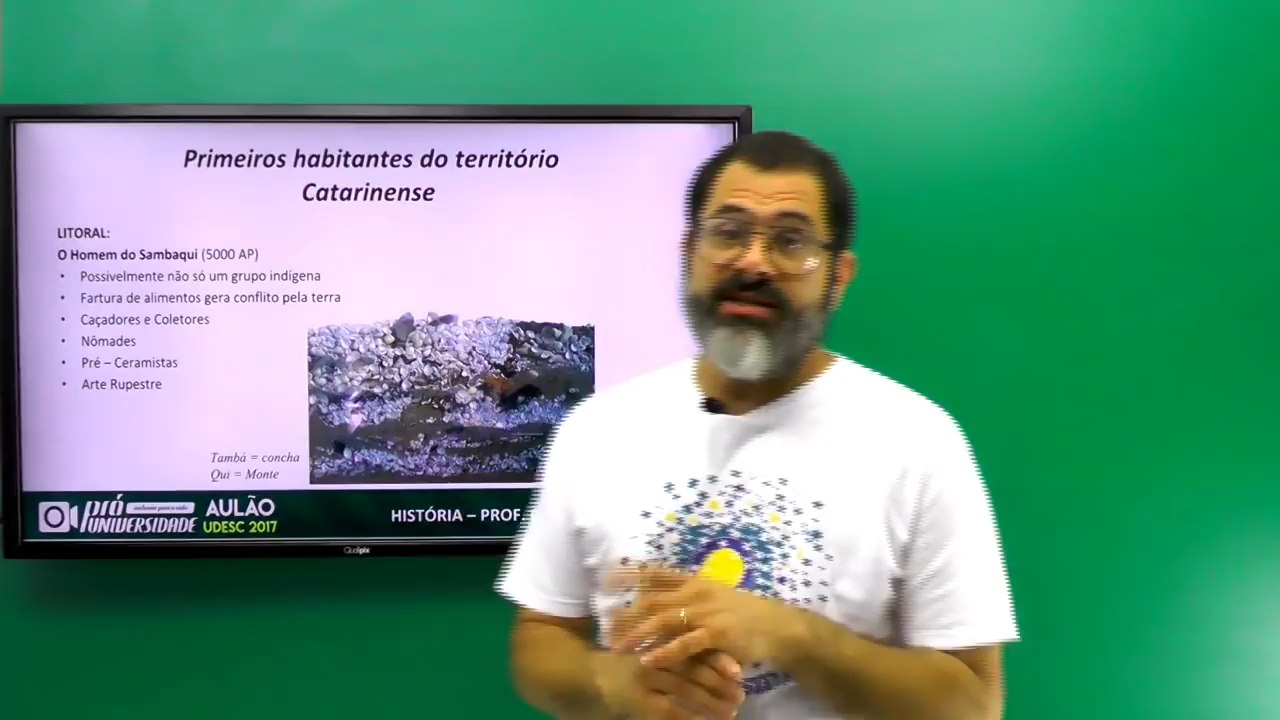 Primeiros habitantes do território
Catarinense
LITORAL:
O Homem do Sambaqui (5000 AP)
• Possivelmente não só um grupo indígena
• Fartura de alimentos gera conflito pela terra
• Caçadores e Coletores
• Nômades
• Pré – Ceramistas
• Arte Rupestre
Tambá = concha
Qui = Monte
pró
UNIVERSIDADE
AULÃO
UDESC 2017
HISTÓRIA – PROF.
Qualipix